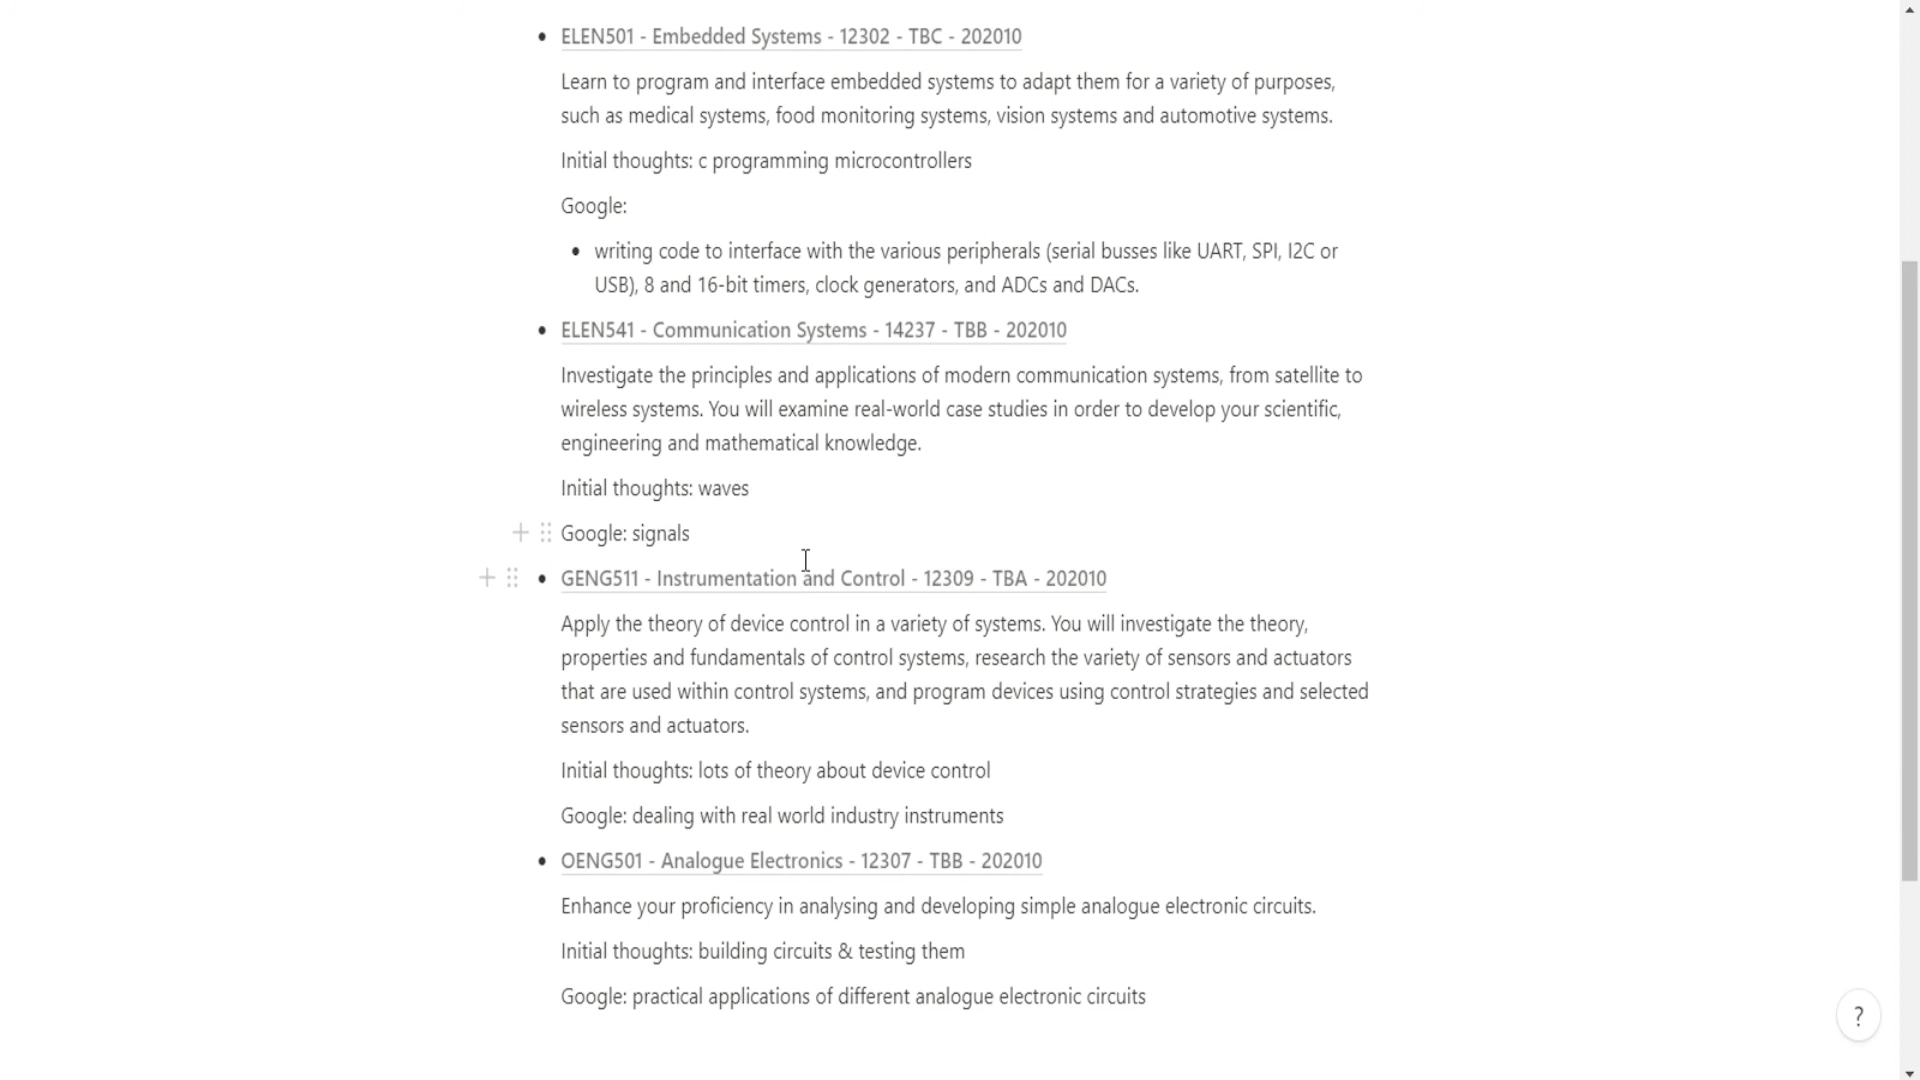 ELEN501 - Embedded Systems - 12302 - TBC - 202010
Learn to program and interface embedded systems to adapt them for a variety of purposes,
such as medical systems, food monitoring systems, vision systems and automotive systems.
Initial thoughts: c programming microcontrollers
Google:
writing code to interface with the various peripherals (serial busses like UART, SPI, I2C or
USB), 8 and 16-bit timers, clock generators, and ADCs and DACs.
ELEN541 - Communication Systems - 14237 - TBB - 202010
Investigate the principles and applications of modern communication systems, from satellite to
wireless systems. You will examine real-world case studies in order to develop your scientific,
engineering and mathematical knowledge.
Initial thoughts: waves
Google: signals
GENG511 - Instrumentation and Control - 12309 - TBA - 202010
Apply the theory of device control in a variety of systems. You will investigate the theory,
properties and fundamentals of control systems, research the variety of sensors and actuators
that are used within control systems, and program devices using control strategies and selected
sensors and actuators.
Initial thoughts: lots of theory about device control
Google: dealing with real world industry instruments
OENG501 - Analogue Electronics - 12307 - TBB - 202010
Enhance your proficiency in analysing and developing simple analogue electronic circuits.
Initial thoughts: building circuits & testing them
Google: practical applications of different analogue electronic circuits
?